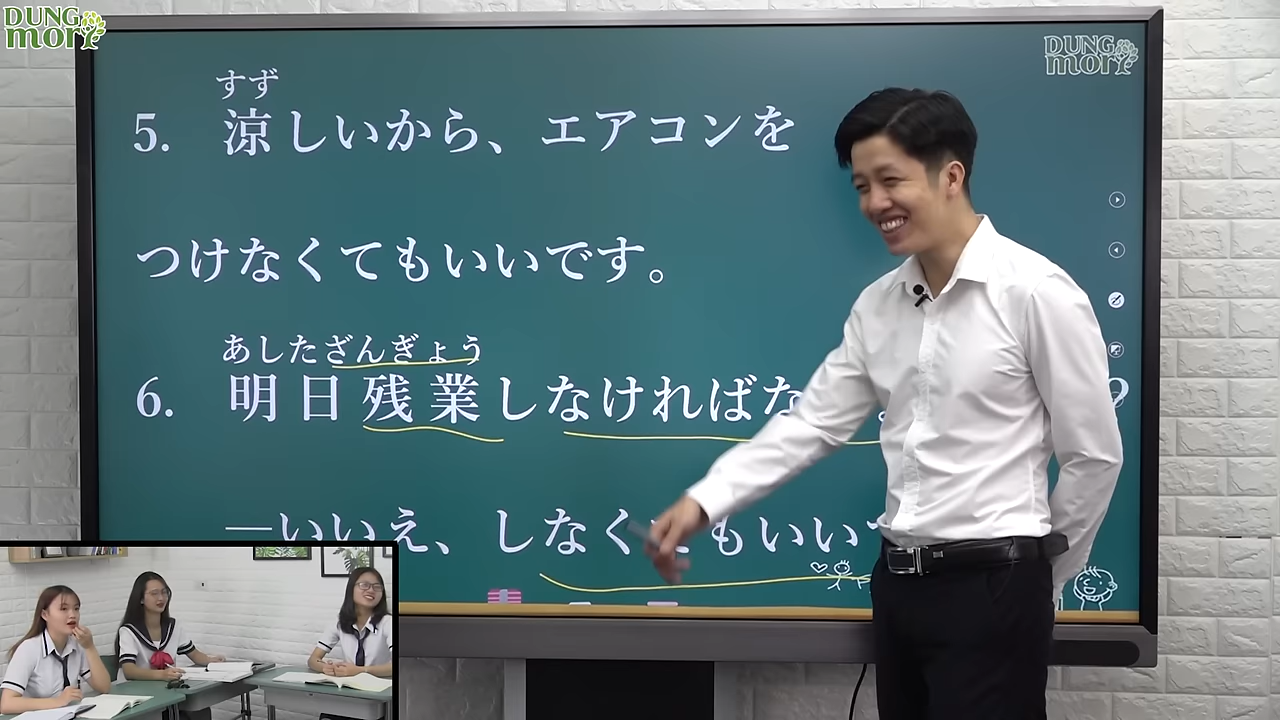 DUNG
mori
DUNG
mori
すず
5. 涼しいから、エアコンを
つけなくてもいいです。
あしたざんぎょう
6. 明日残業しなければな
―いいえ、しなく もいい